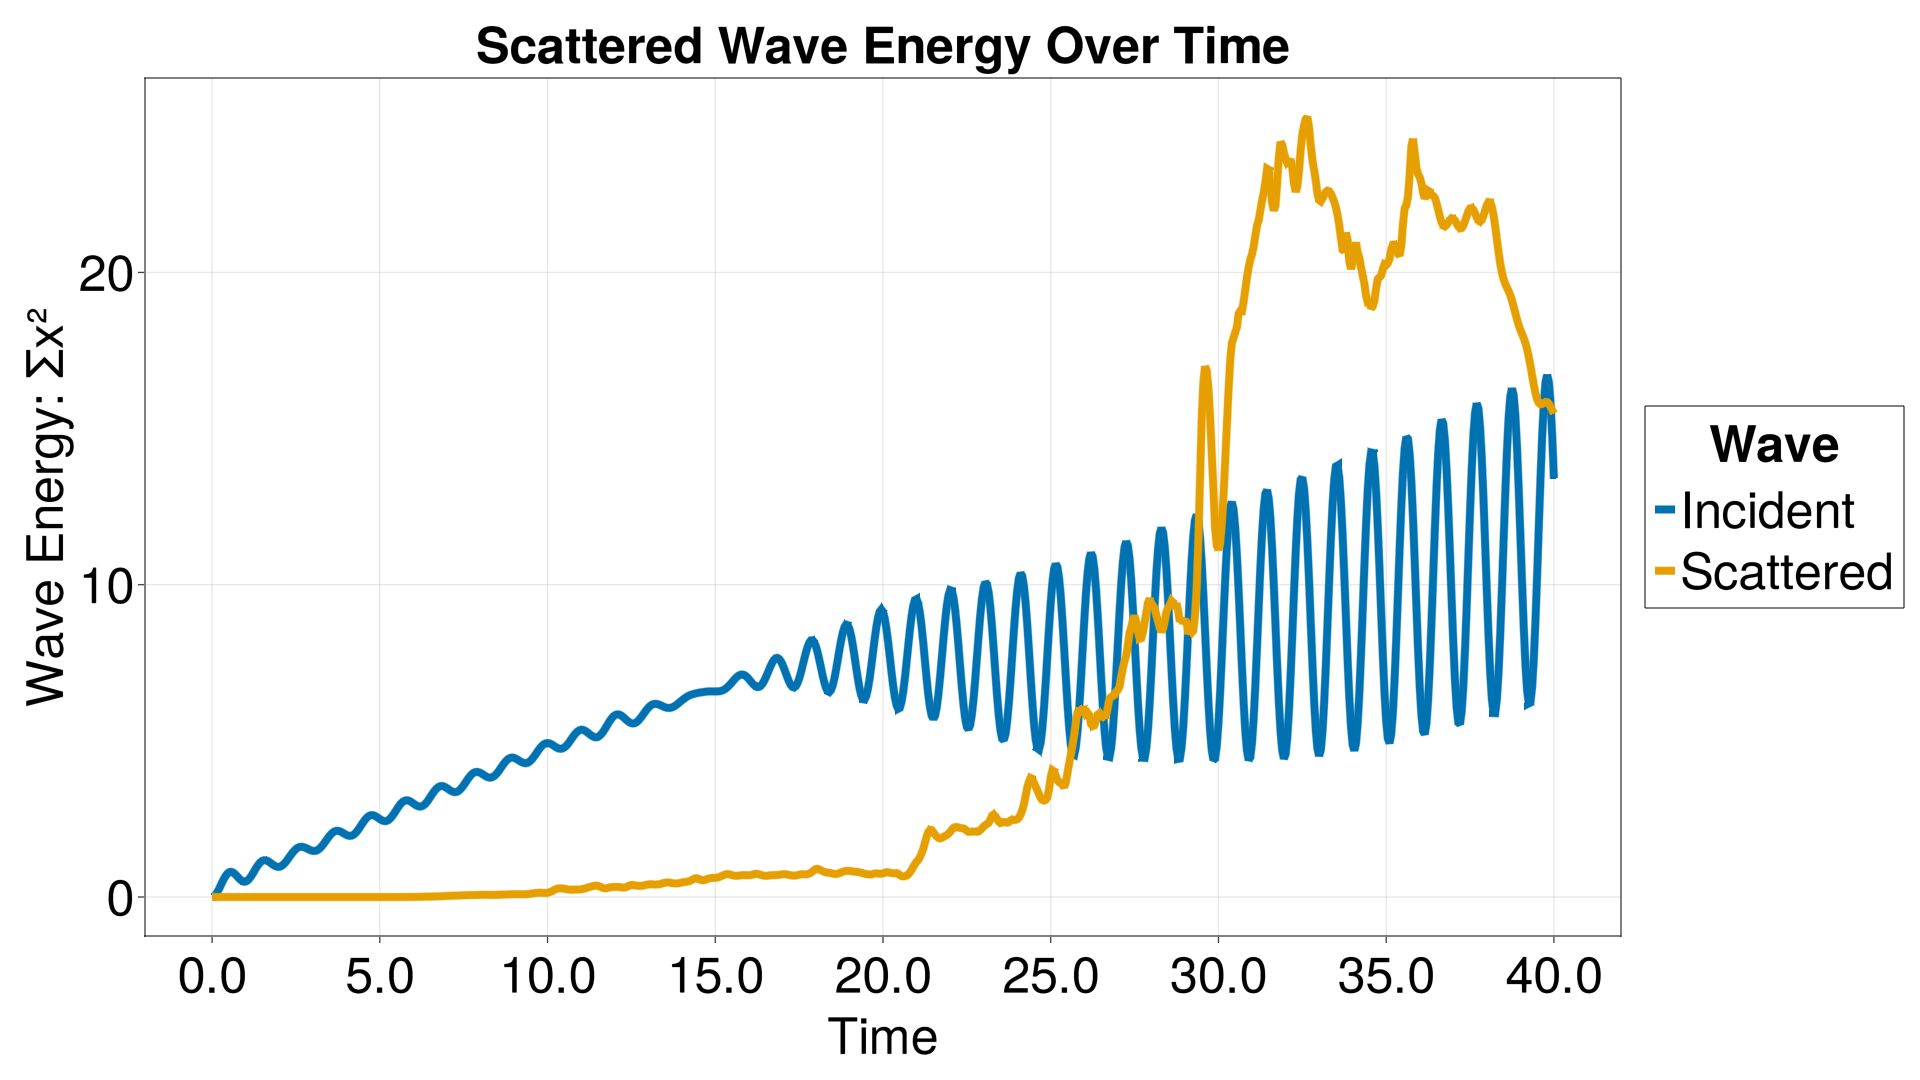 Scattered Wave Energy Over Time
Wave Energy: Σx²
20
10
0
0.0 5.0 10.0 15.0 20.0 25.0 30.0 35.0 40.0
Time
Wave
Incident
Scattered